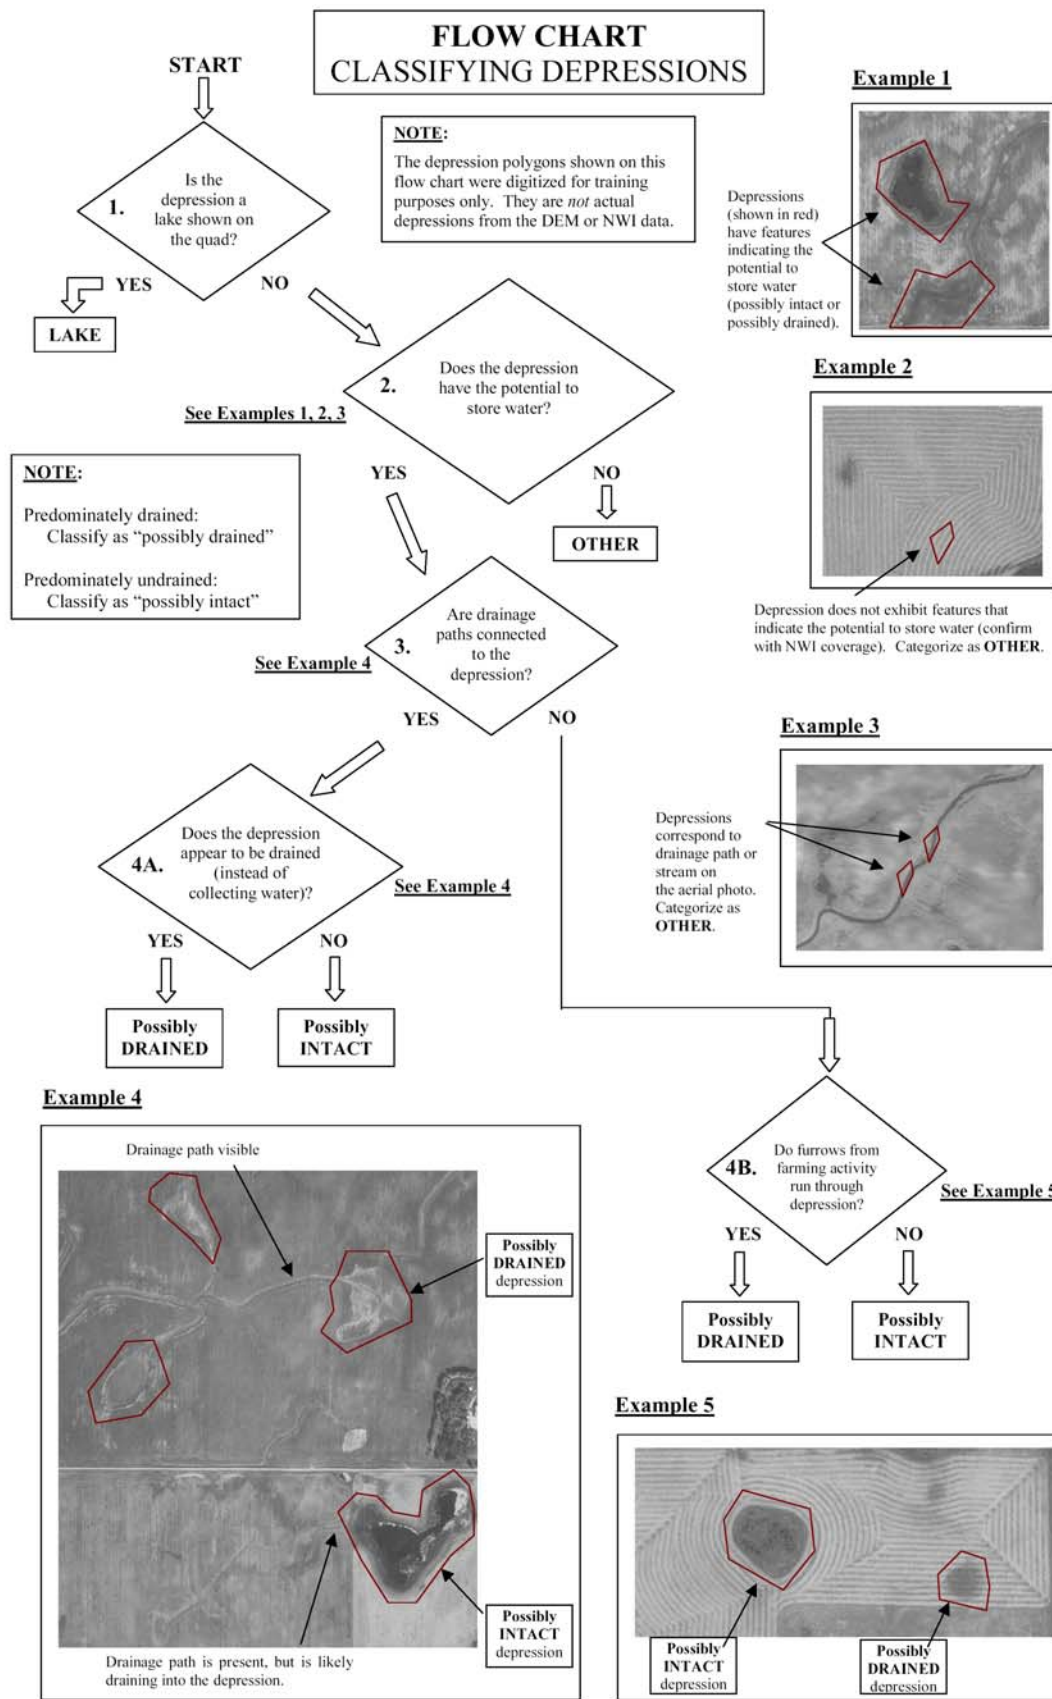 FLOW CHART
CLASSIFYING DEPRESSIONS
START
1.
Is the
depression a
lake shown on
the quad?
YES
NO
LAKE
NOTE:
The depression polygons shown on this
flow chart were digitized for training
purposes only. They are not actual
depressions from the DEM or NWI data.
Example 1
Depressions
(shown in red)
have features
indicating the
potential to
store water
(possibly intact or
possibly drained).
2.
Does the depression
have the potential to
store water?
See Examples 1, 2, 3
YES
NO
OTHER
Example 2
Depression does not exhibit features that
indicate the potential to store water (confirm
with NWI coverage). Categorize as OTHER.
NOTE:
Predominately drained:
Classify as “possibly drained”
Predominately undrained:
Classify as “possibly intact”
3.
Are drainage
paths connected
to the
depression?
See Example 4
YES
NO
Example 3
Depressions
correspond to
drainage path or
stream on
the aerial photo.
Categorize as
OTHER.
4A.
Does the depression
appear to be drained
(instead of
collecting water)?
See Example 4
YES
NO
Possibly
DRAINED
Possibly
INTACT
4B.
Do furrows from
farming activity
run through
depression?
See Example 5
YES
NO
Possibly
DRAINED
Possibly
INTACT
Example 4
Drainage path visible
Possibly
DRAINED
depression
Possibly
INTACT
depression
Drainage path is present, but is likely
draining into the depression.
Example 5
Possibly
INTACT
depression
Possibly
DRAINED
depression